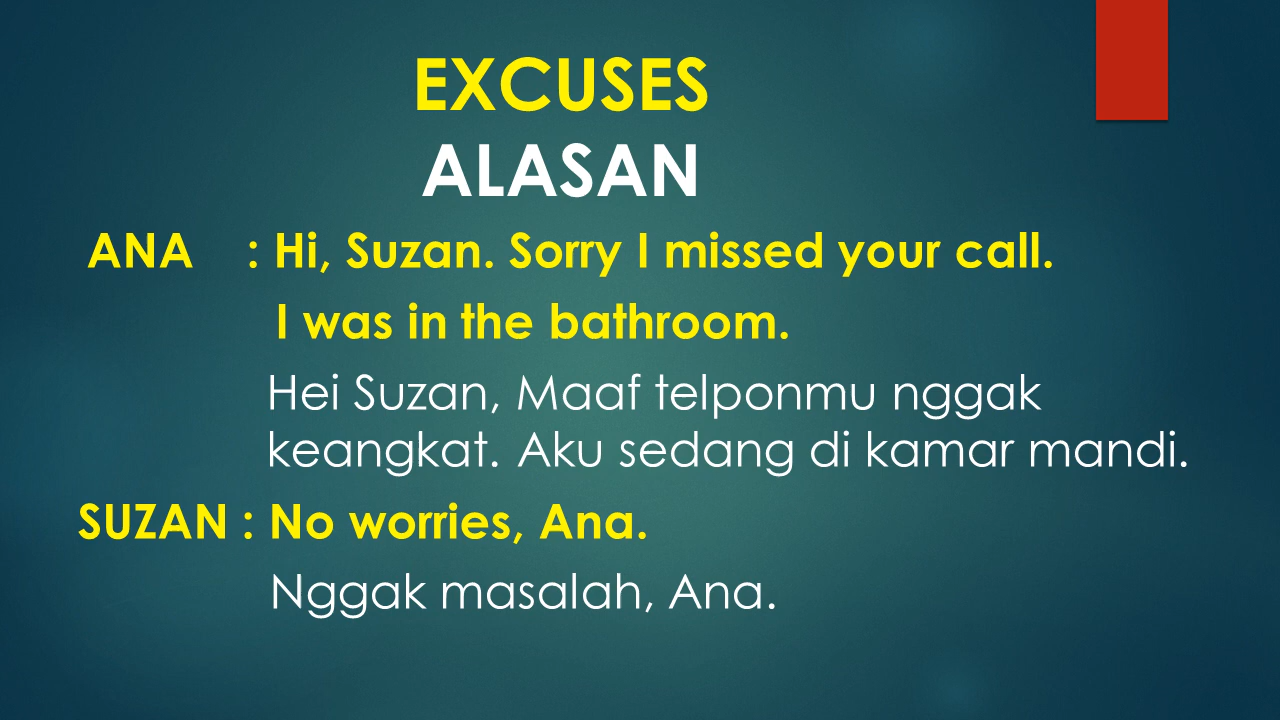 EXCUSES
ALASAN
ANA : Hi, Suzan. Sorry I missed your call.
I was in the bathroom.
Hei Suzan, Maaf telponmu nggak
keangkat. Aku sedang di kamar mandi.
SUZAN : No worries, Ana.
Nggak masalah, Ana.